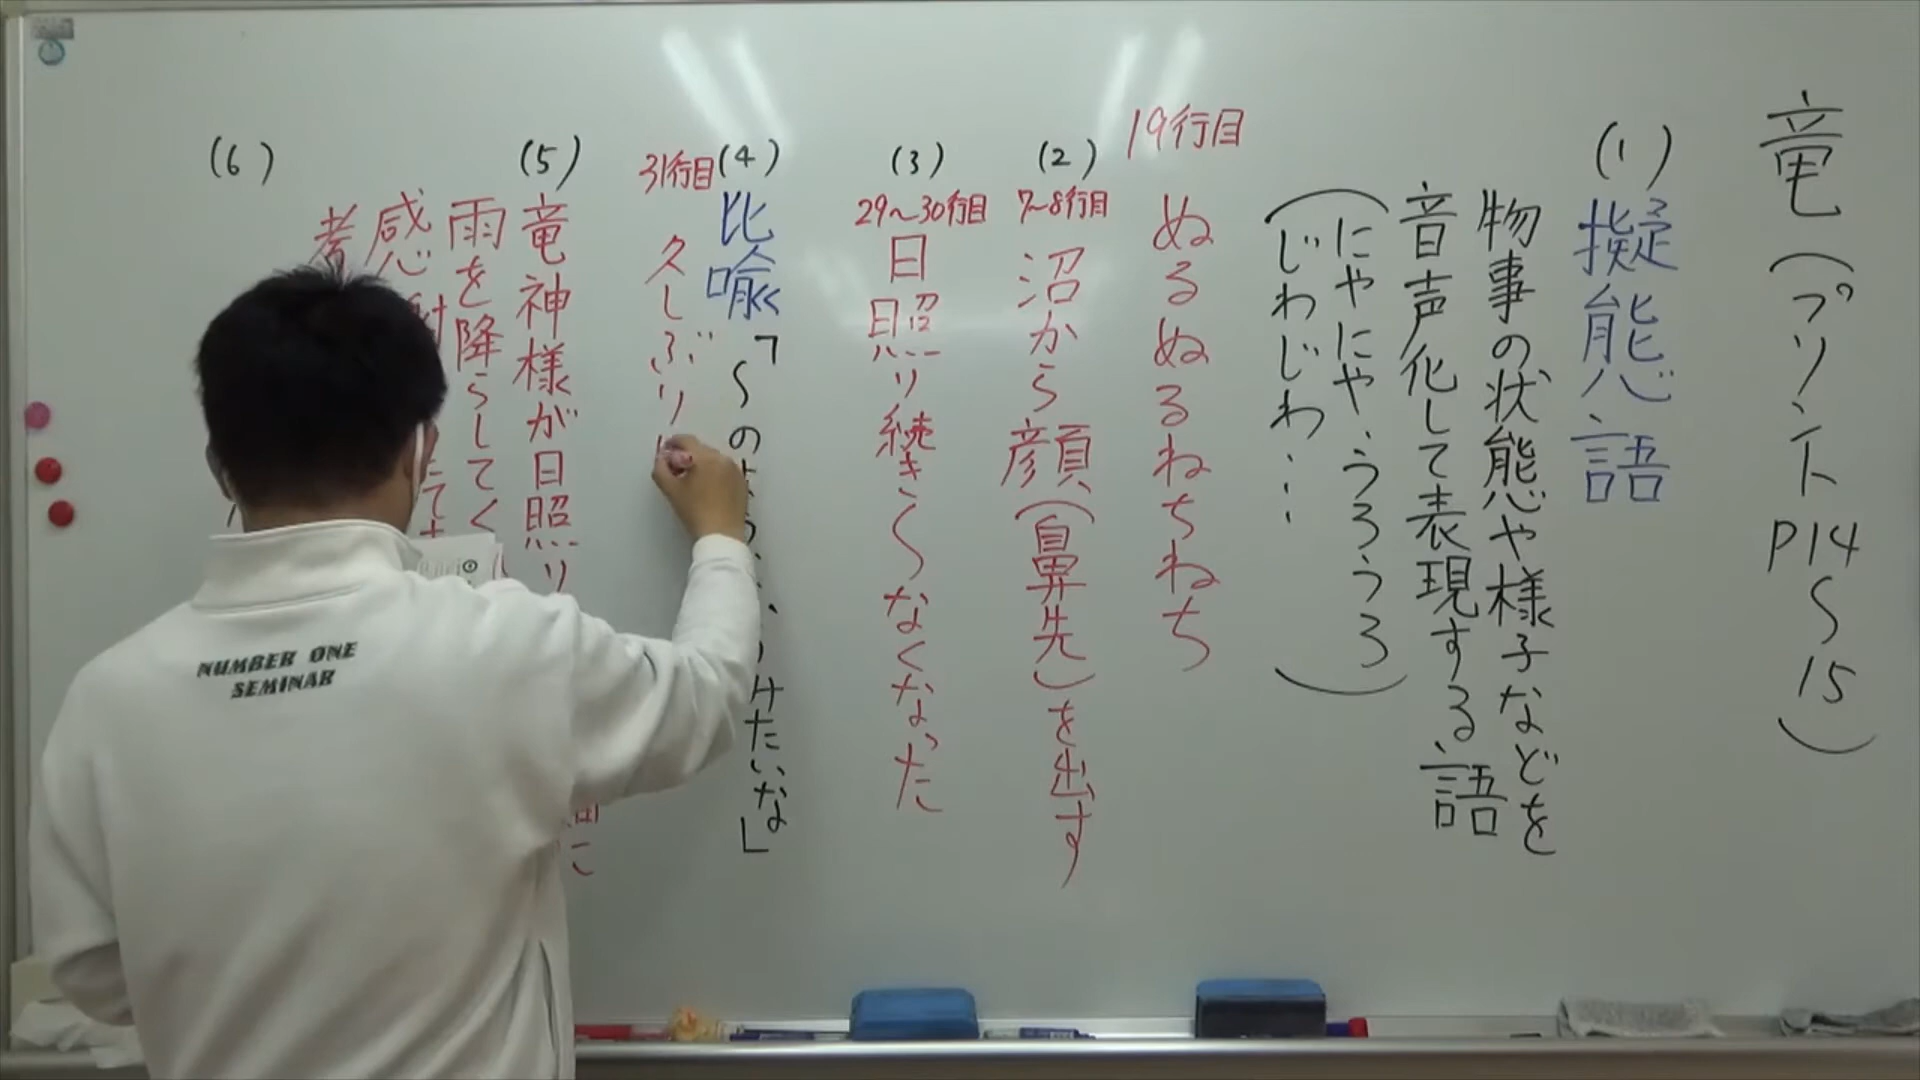 竜(プリントP14〜15)
(1)
擬態語
物事の状態や様子などを
音声化して表現する語
(にやにや、うろうろ
じわじわ…)
19行目
ぬるぬるねちねち
(2)
7〜8行目
沼から顔(鼻先)を出す
(3)
29〜30行目
日照り続きでなくなった
(4)
比喩「〜の
みたいな」
31行目
久しぶりに
(5)
竜神様が日照り
雨を降らしてく
感謝
考
(6)
NUMBER ONE
SEMINAR